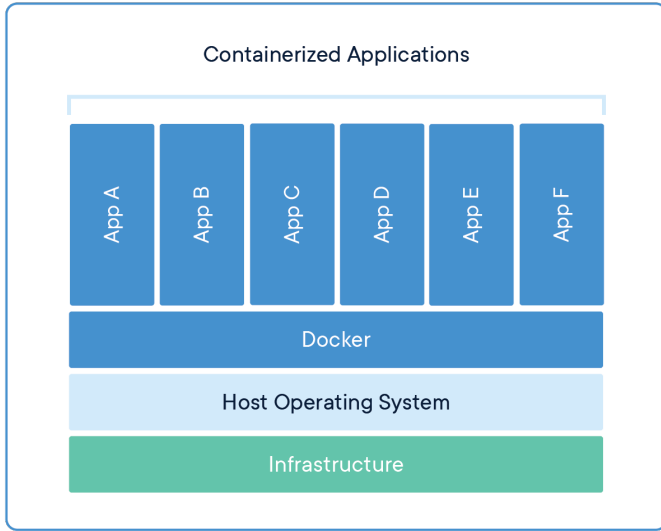 Containerized Applications
App A
App B
App C
App D
App E
App F
Docker
Host Operating System
Infrastructure